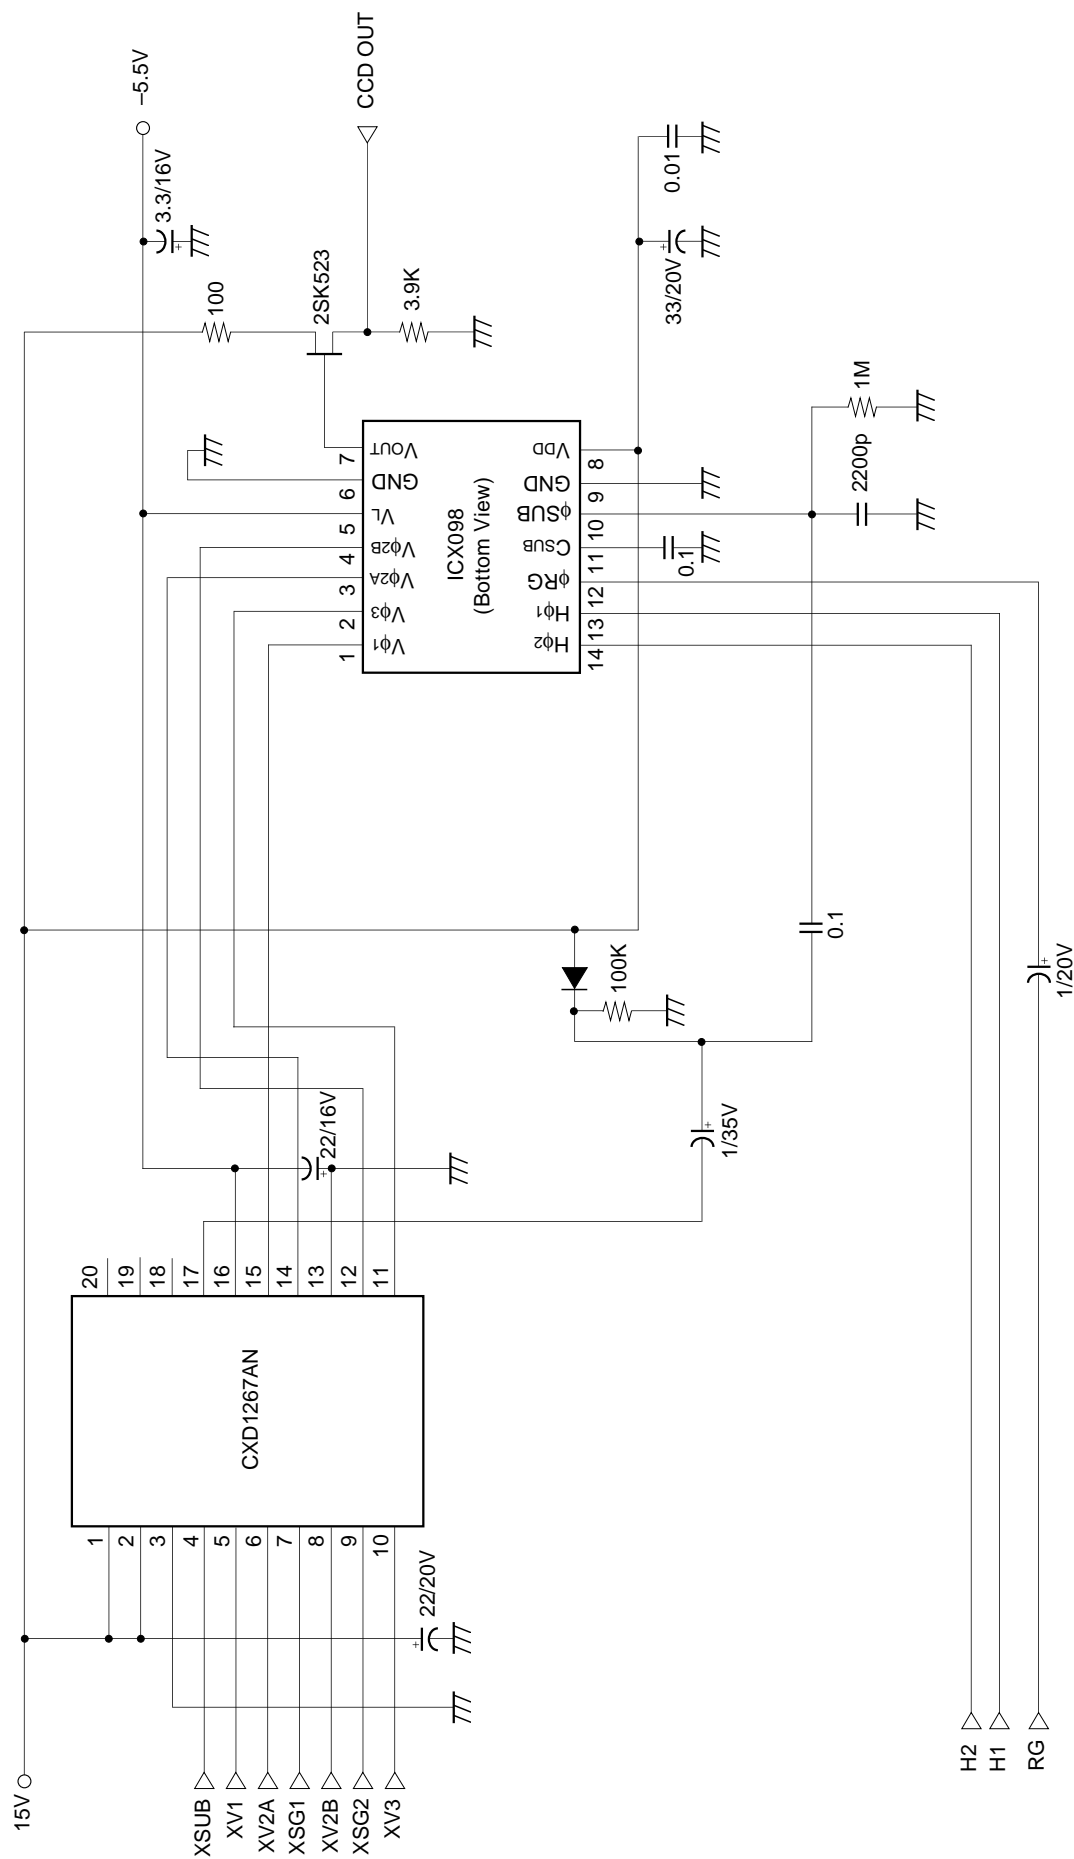 15V
–5.5V
3.3/16V
CCD OUT
100
2SK523
3.9K
CXD1267AN
1
2
3
4
5
6
7
8
9
10
20
19
18
17
16
15
14
13
12
11
XSUB
XV1
XV2A
XSG1
XV2B
XSG2
XV3
22/20V
+
22/16V
+
1/35V
+
100K
0.1
ICX098
(Bottom View)
1
2
3
4
5
6
7
Vϕ1
Vϕ3
Vϕ2A
Vϕ2B
VL
GND
VOUT
14
13
12
11
10
9
8
Hϕ2
Hϕ1
ϕRG
CSUB
ϕSUB
GND
VDD
0.1
33/20V
+
0.01
2200p
1M
H2
H1
RG
1/20V
+
+